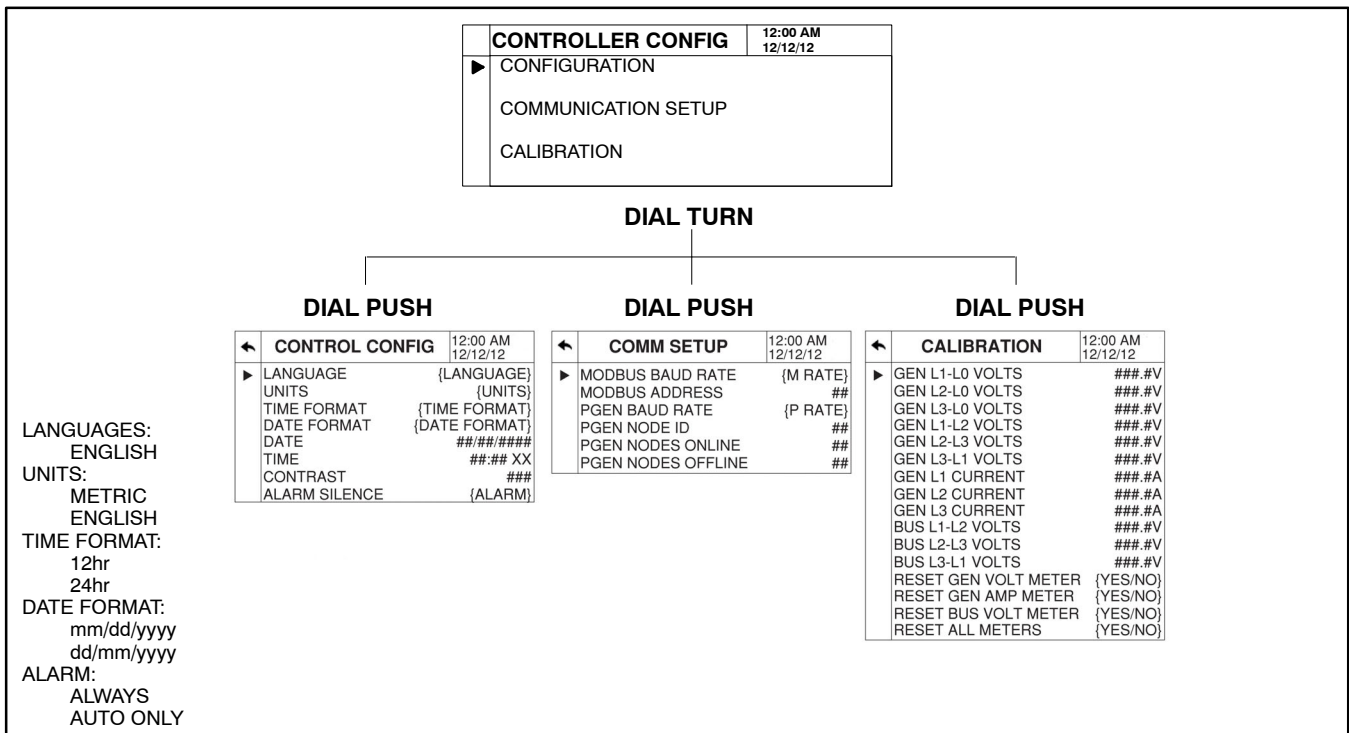 CONTROLLER CONFIG 12:00 AM
12/12/12
CONFIGURATION
COMMUNICATION SETUP
CALIBRATION
DIAL TURN
DIAL PUSH
CONTROL CONFIG 12:00 AM
12/12/12
LANGUAGE {LANGUAGE}
UNITS {UNITS}
TIME FORMAT {TIME FORMAT}
DATE FORMAT {DATE FORMAT}
DATE ##/##/####
TIME ##:## XX
CONTRAST ###
ALARM SILENCE {ALARM}
DIAL PUSH
COMM SETUP 12:00 AM
12/12/12
MODBUS BAUD RATE {M RATE}
MODBUS ADDRESS ##
PGEN BAUD RATE {P RATE}
PGEN NODE ID ##
PGEN NODES ONLINE ##
PGEN NODES OFFLINE ##
DIAL PUSH
CALIBRATION 12:00 AM
12/12/12
GEN L1-L0 VOLTS ###.#V
GEN L2-L0 VOLTS ###.#V
GEN L3-L0 VOLTS ###.#V
GEN L1-L2 VOLTS ###.#V
GEN L2-L3 VOLTS ###.#V
GEN L3-L1 VOLTS ###.#V
GEN L1 CURRENT ###.#A
GEN L2 CURRENT ###.#A
GEN L3 CURRENT ###.#A
BUS L1-L2 VOLTS ###.#V
BUS L2-L3 VOLTS ###.#V
BUS L3-L1 VOLTS ###.#V
RESET GEN VOLT METER {YES/NO}
RESET GEN AMP METER {YES/NO}
RESET BUS VOLT METER {YES/NO}
RESET ALL METERS {YES/NO}
LANGUAGES:
ENGLISH
UNITS:
METRIC
ENGLISH
TIME FORMAT:
12hr
24hr
DATE FORMAT:
mm/dd/yyyy
dd/mm/yyyy
ALARM:
ALWAYS
AUTO ONLY